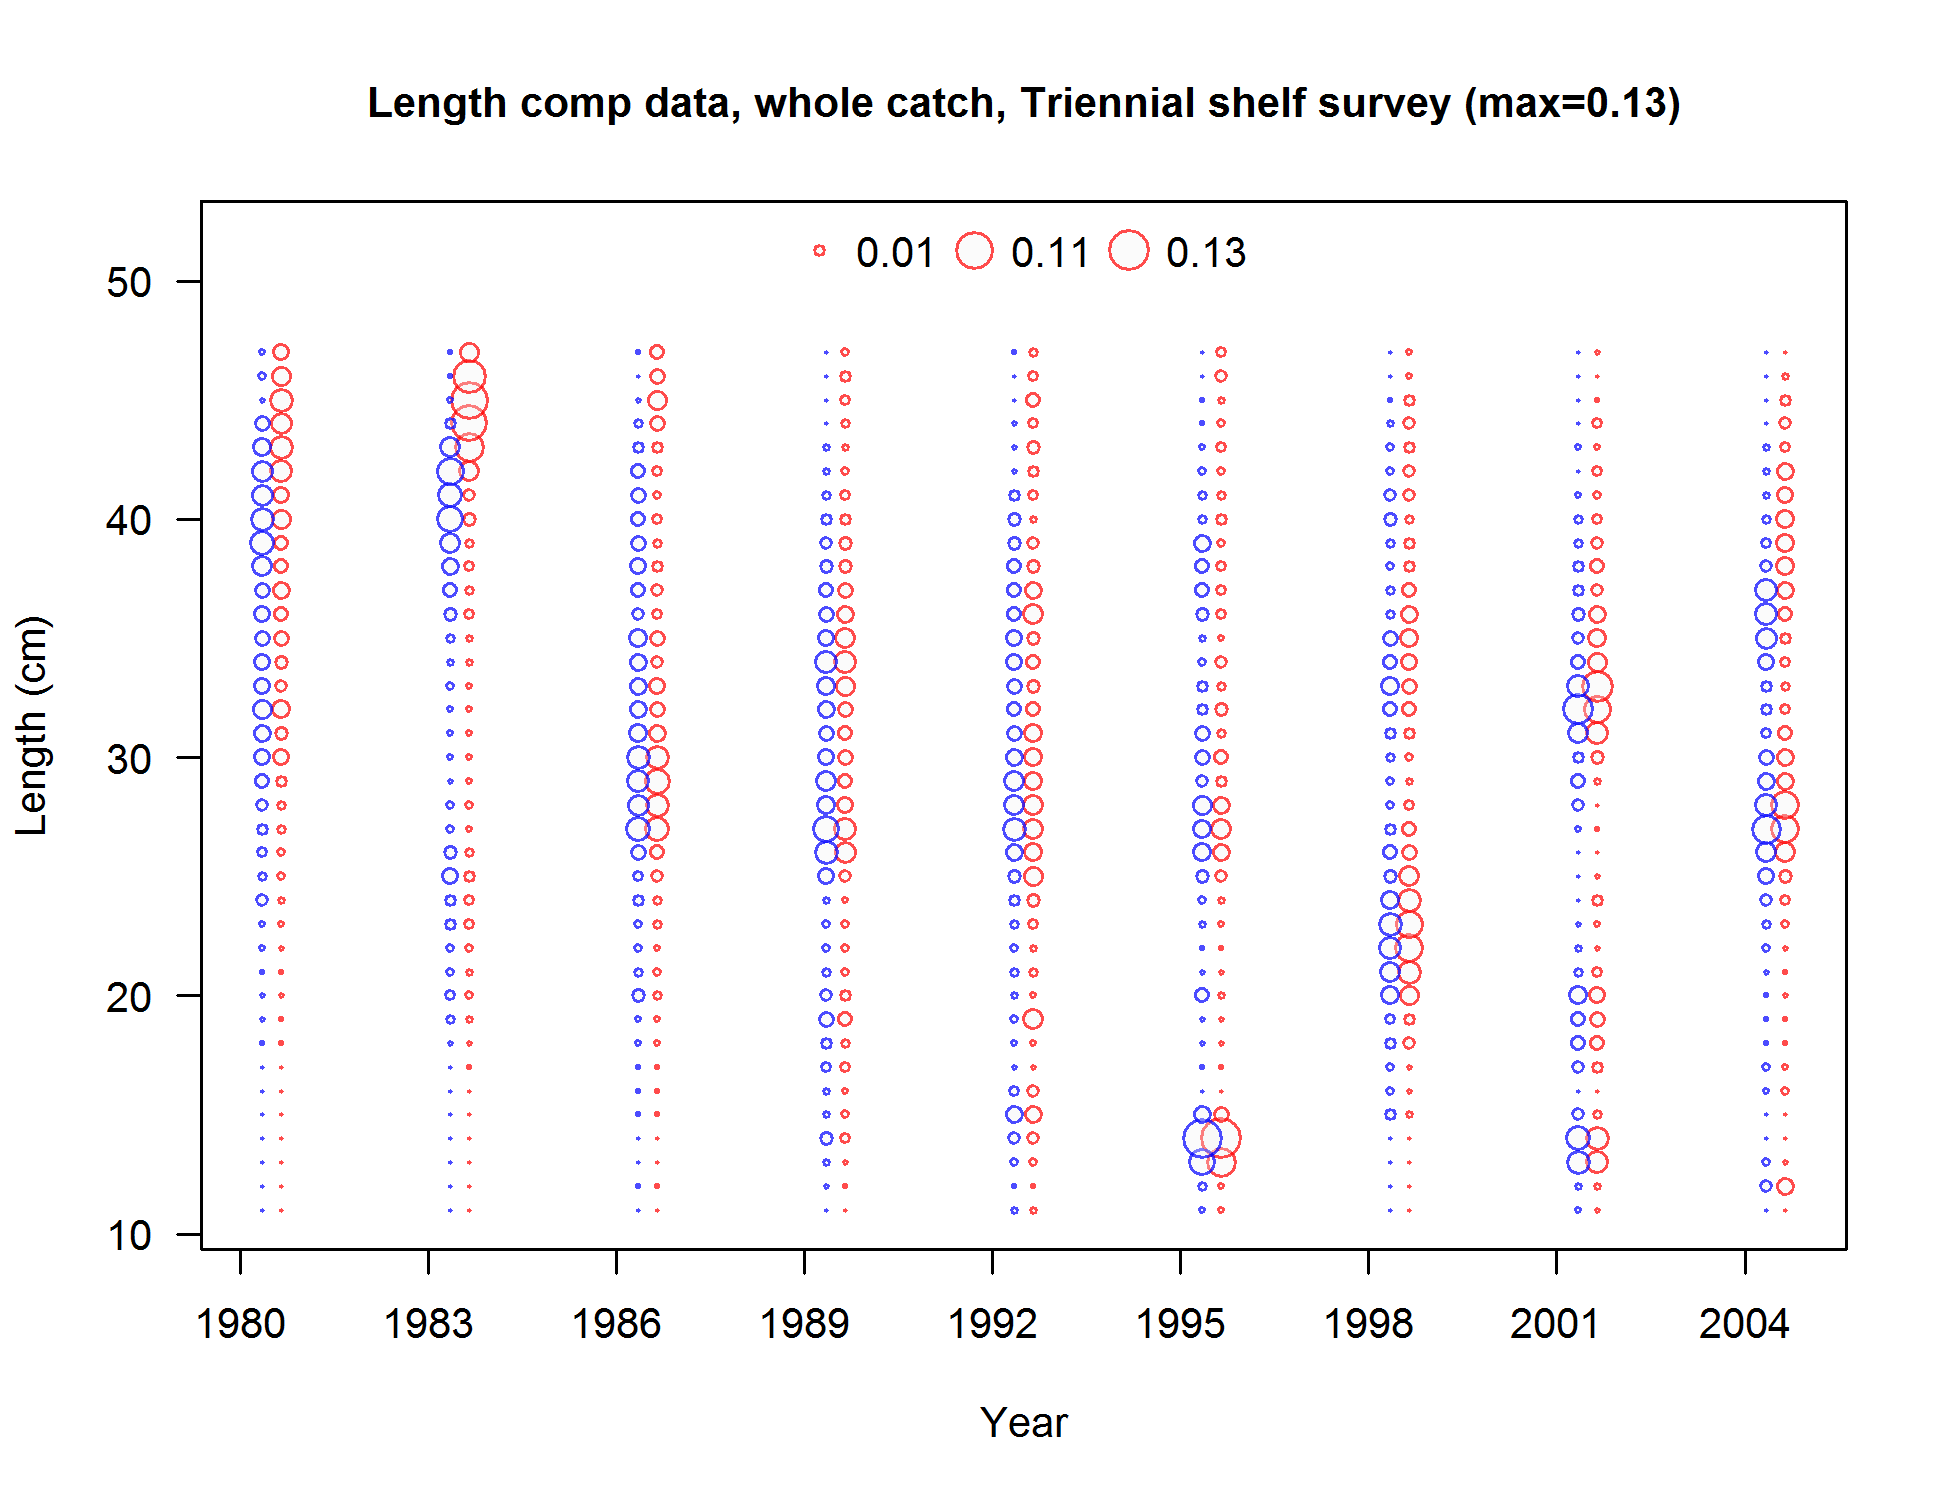 Length comp data, whole catch, Triennial shelf survey (max=0.13)
0.01 0.11 0.13
50
40
30
20
10
Length (cm)
1980 1983 1986 1989 1992 1995 1998 2001 2004
Year